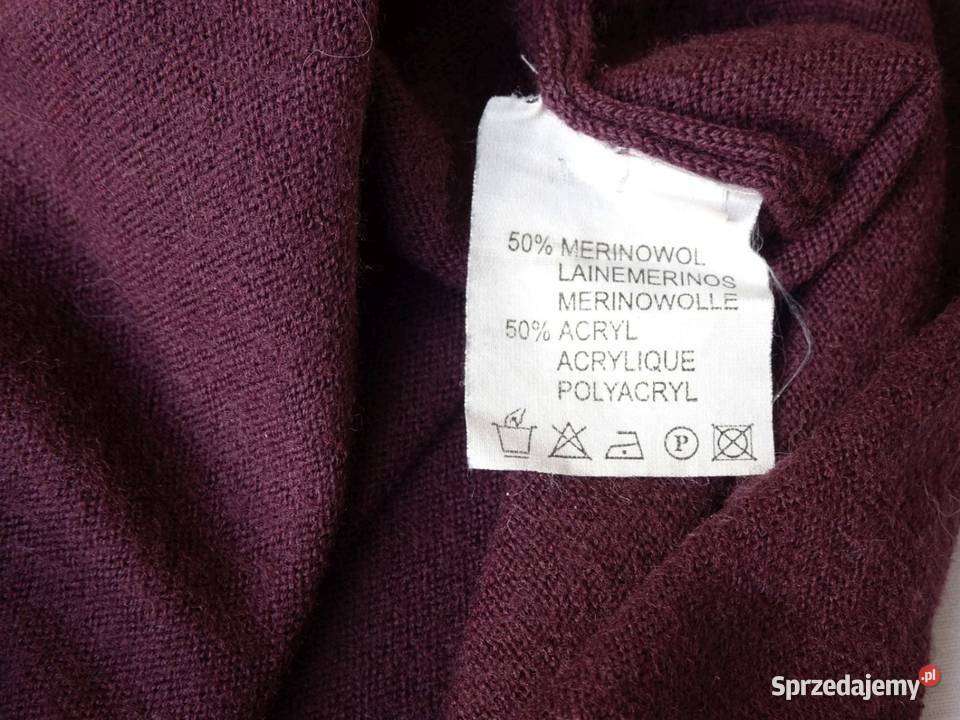 50% MERINOWOL
LAINEMERINOS
MERINOWOLLE
50% ACRYL
ACRYLIQUE
POLYACRYL
P
Sprzedajemy.pl